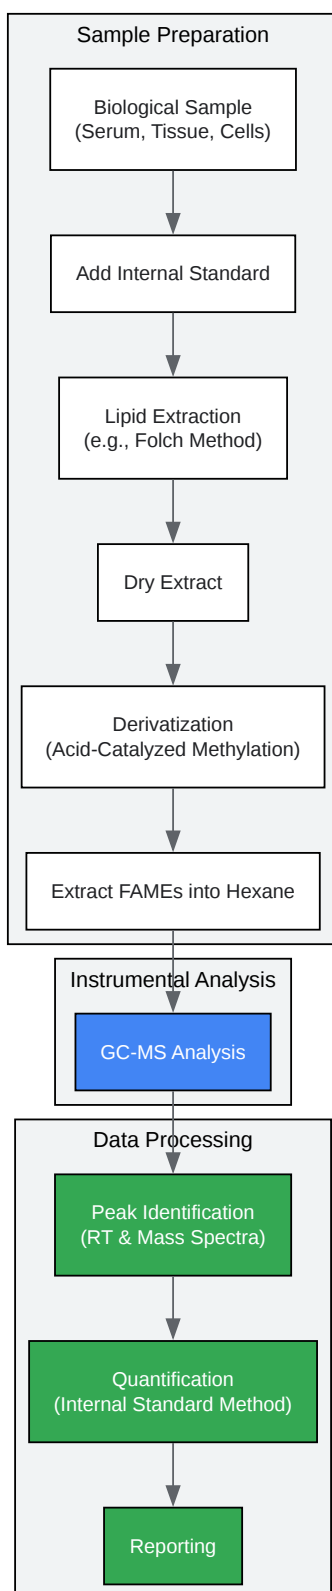 Sample Preparation
Biological Sample
(Serum, Tissue, Cells)
Add Internal Standard
Lipid Extraction
(e.g., Folch Method)
Dry Extract
Derivatization
(Acid-Catalyzed Methylation)
Extract FAMEs into Hexane
Instrumental Analysis
GC-MS Analysis
Data Processing
Peak Identification
(RT & Mass Spectra)
Quantification
(Internal Standard Method)
Reporting